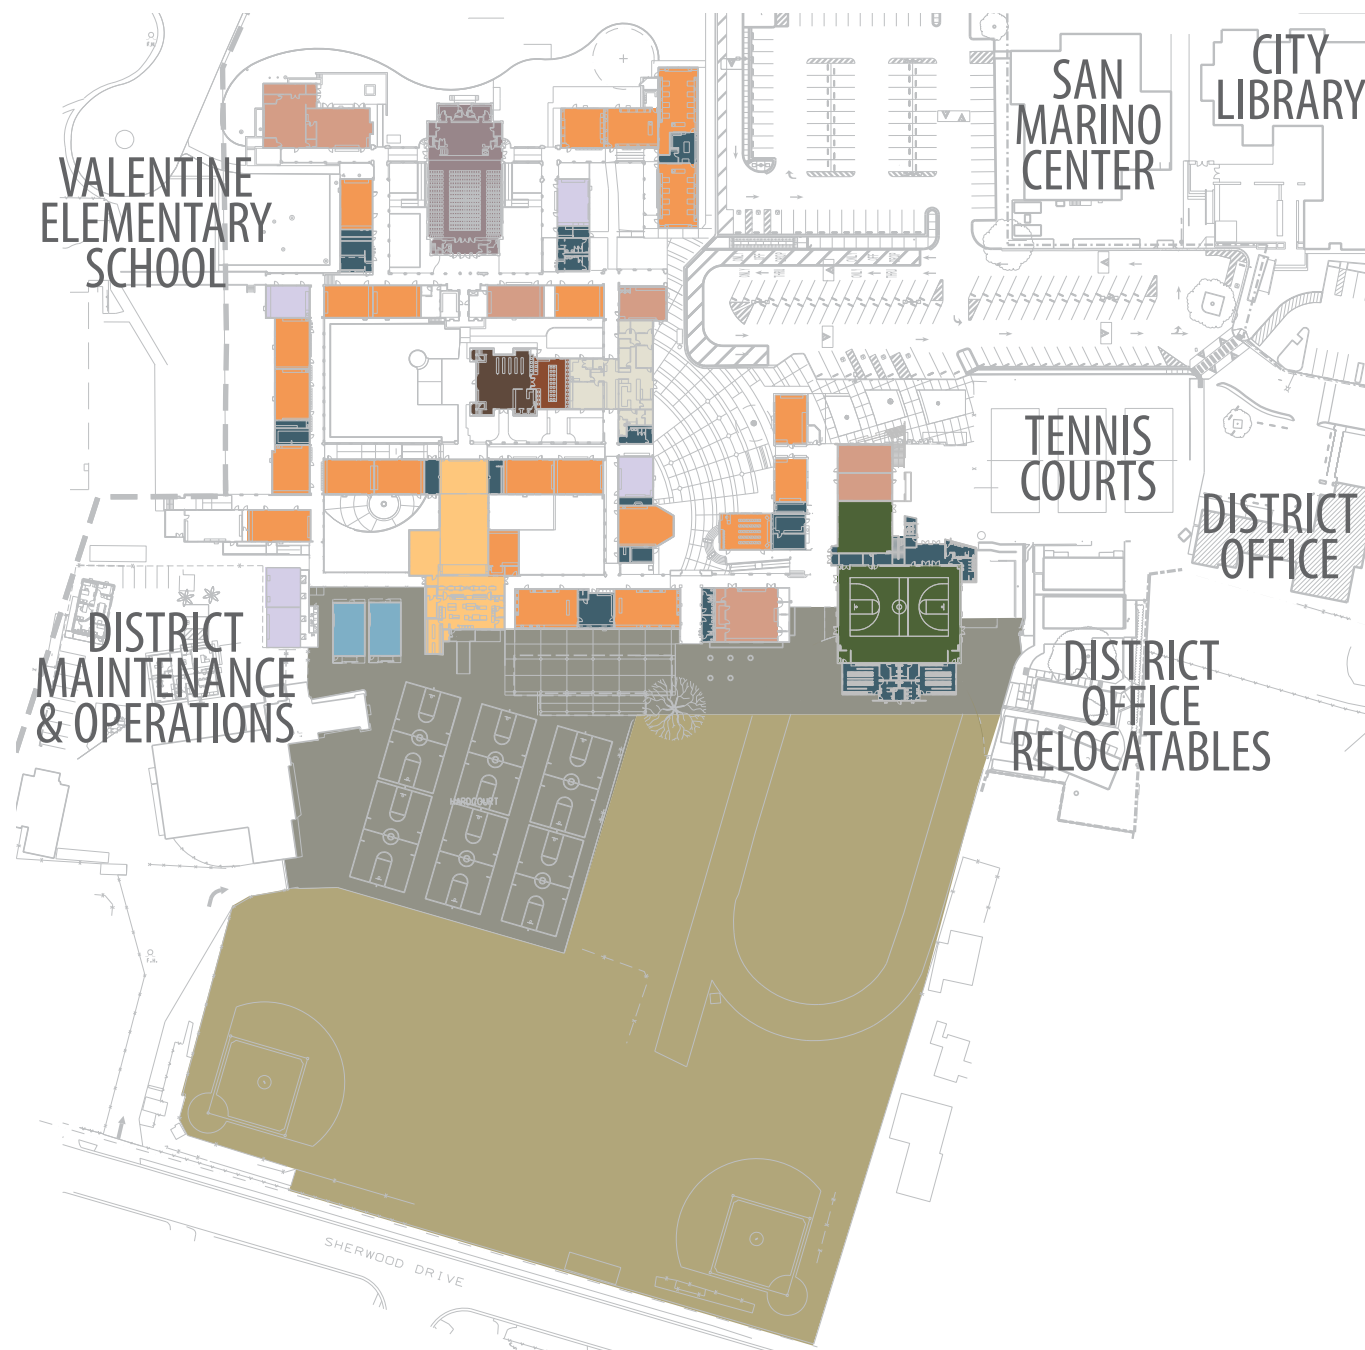 CITY
LIBRARY
SAN
MARINO
CENTER
VALENTINE
ELEMENTARY
SCHOOL
TENNIS
COURTS
DISTRICT
OFFICE
DISTRICT
MAINTENANCE
& OPERATIONS
DISTRICT
OFFICE
RELOCATABLES
HARDCOURT
SHERWOOD DRIVE